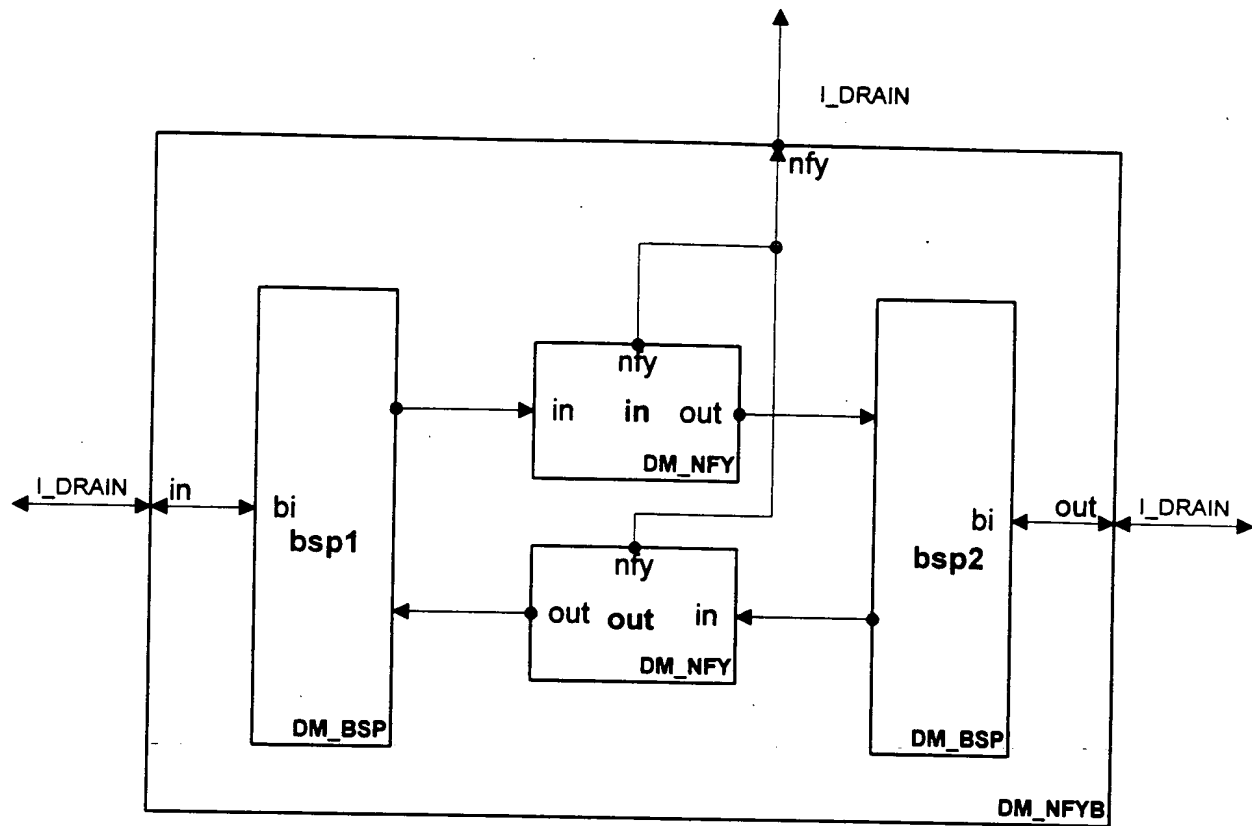 I_DRAIN
nfy
nfy
in in out
DM_NFY
I_DRAIN in
bi
bsp1
out I_DRAIN
bi
bsp2
nfy
out out in
DM_NFY
DM_BSP
DM_BSP
DM_NFYB